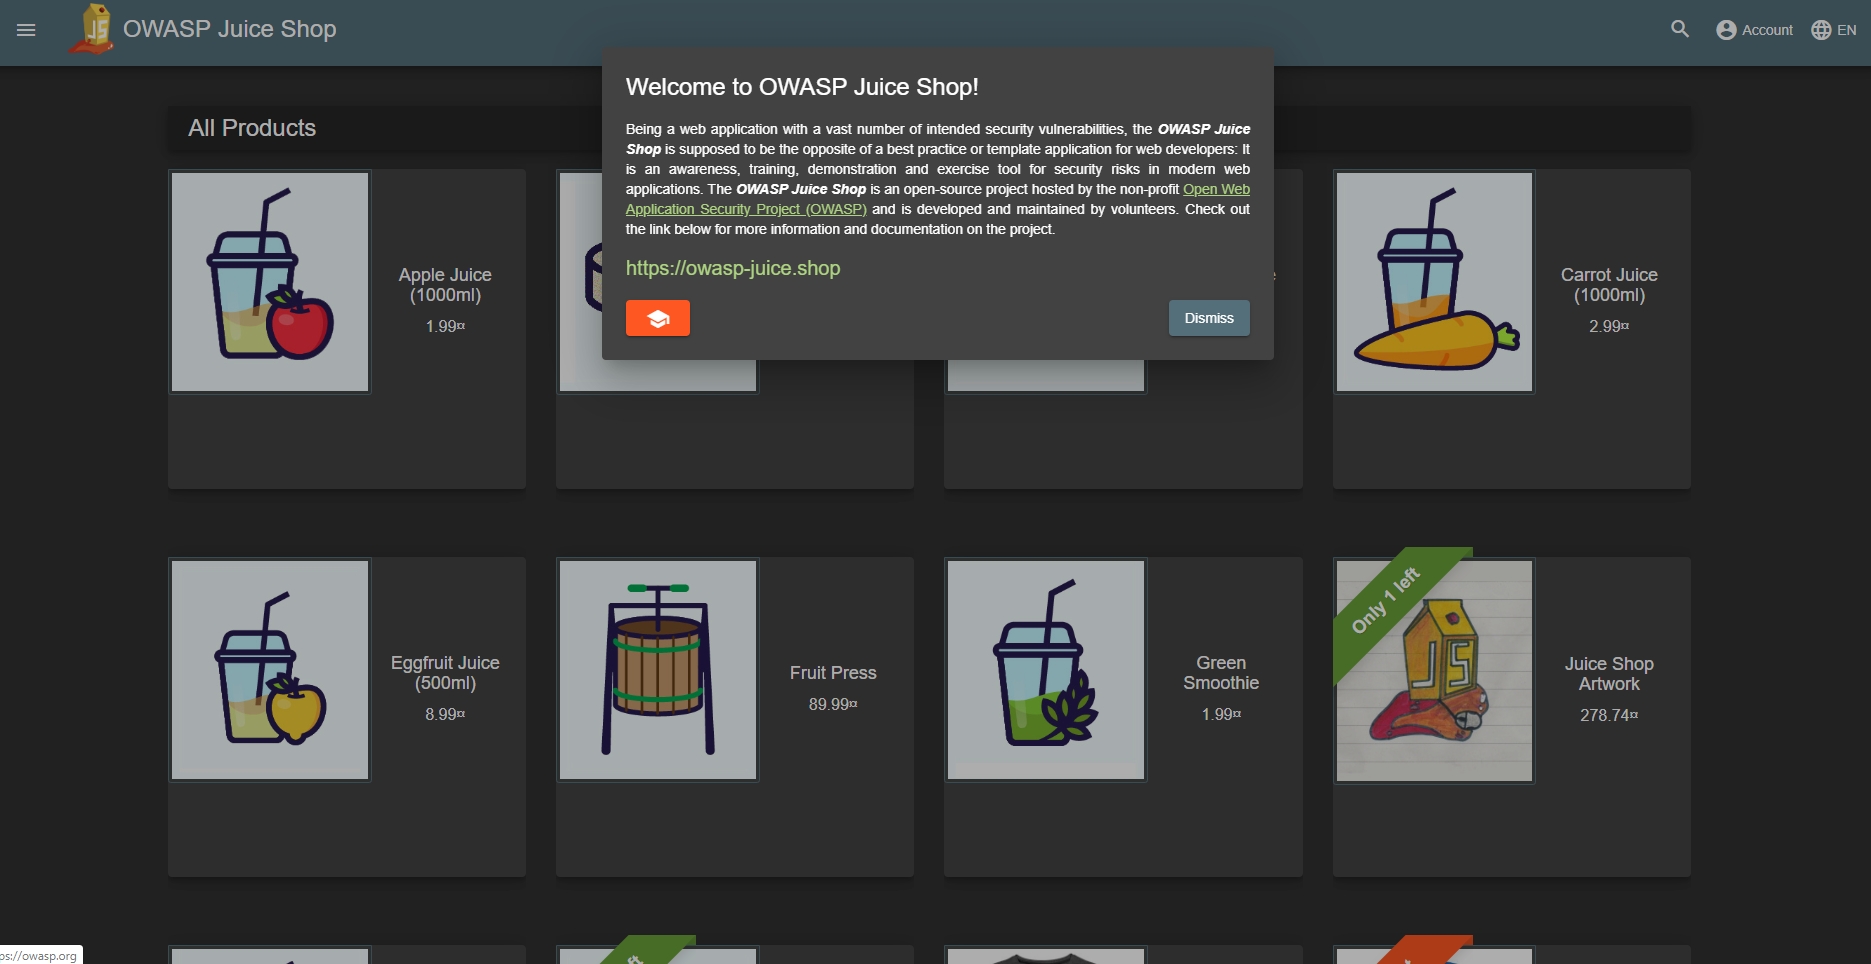 OWASP Juice Shop
Account
EN
Welcome to OWASP Juice Shop!
Being a web application with a vast number of intended security vulnerabilities, the OWASP Juice
Shop is supposed to be the opposite of a best practice or template application for web developers: It
is an awareness, training, demonstration and exercise tool for security risks in modern web
applications. The OWASP Juice Shop is an open-source project hosted by the non-profit Open Web
Application Security Project (OWASP) and is developed and maintained by volunteers. Check out
the link below for more information and documentation on the project.
https://owasp-juice.shop
Dismiss
All Products
Apple Juice
(1000ml)
1.99¤
Carrot Juice
(1000ml)
2.99¤
Eggfruit Juice
(500ml)
8.99¤
Fruit Press
89.99¤
Green
Smoothie
1.99¤
Only 1 left
JS
Juice Shop
Artwork
278.74¤
ps://owasp.org